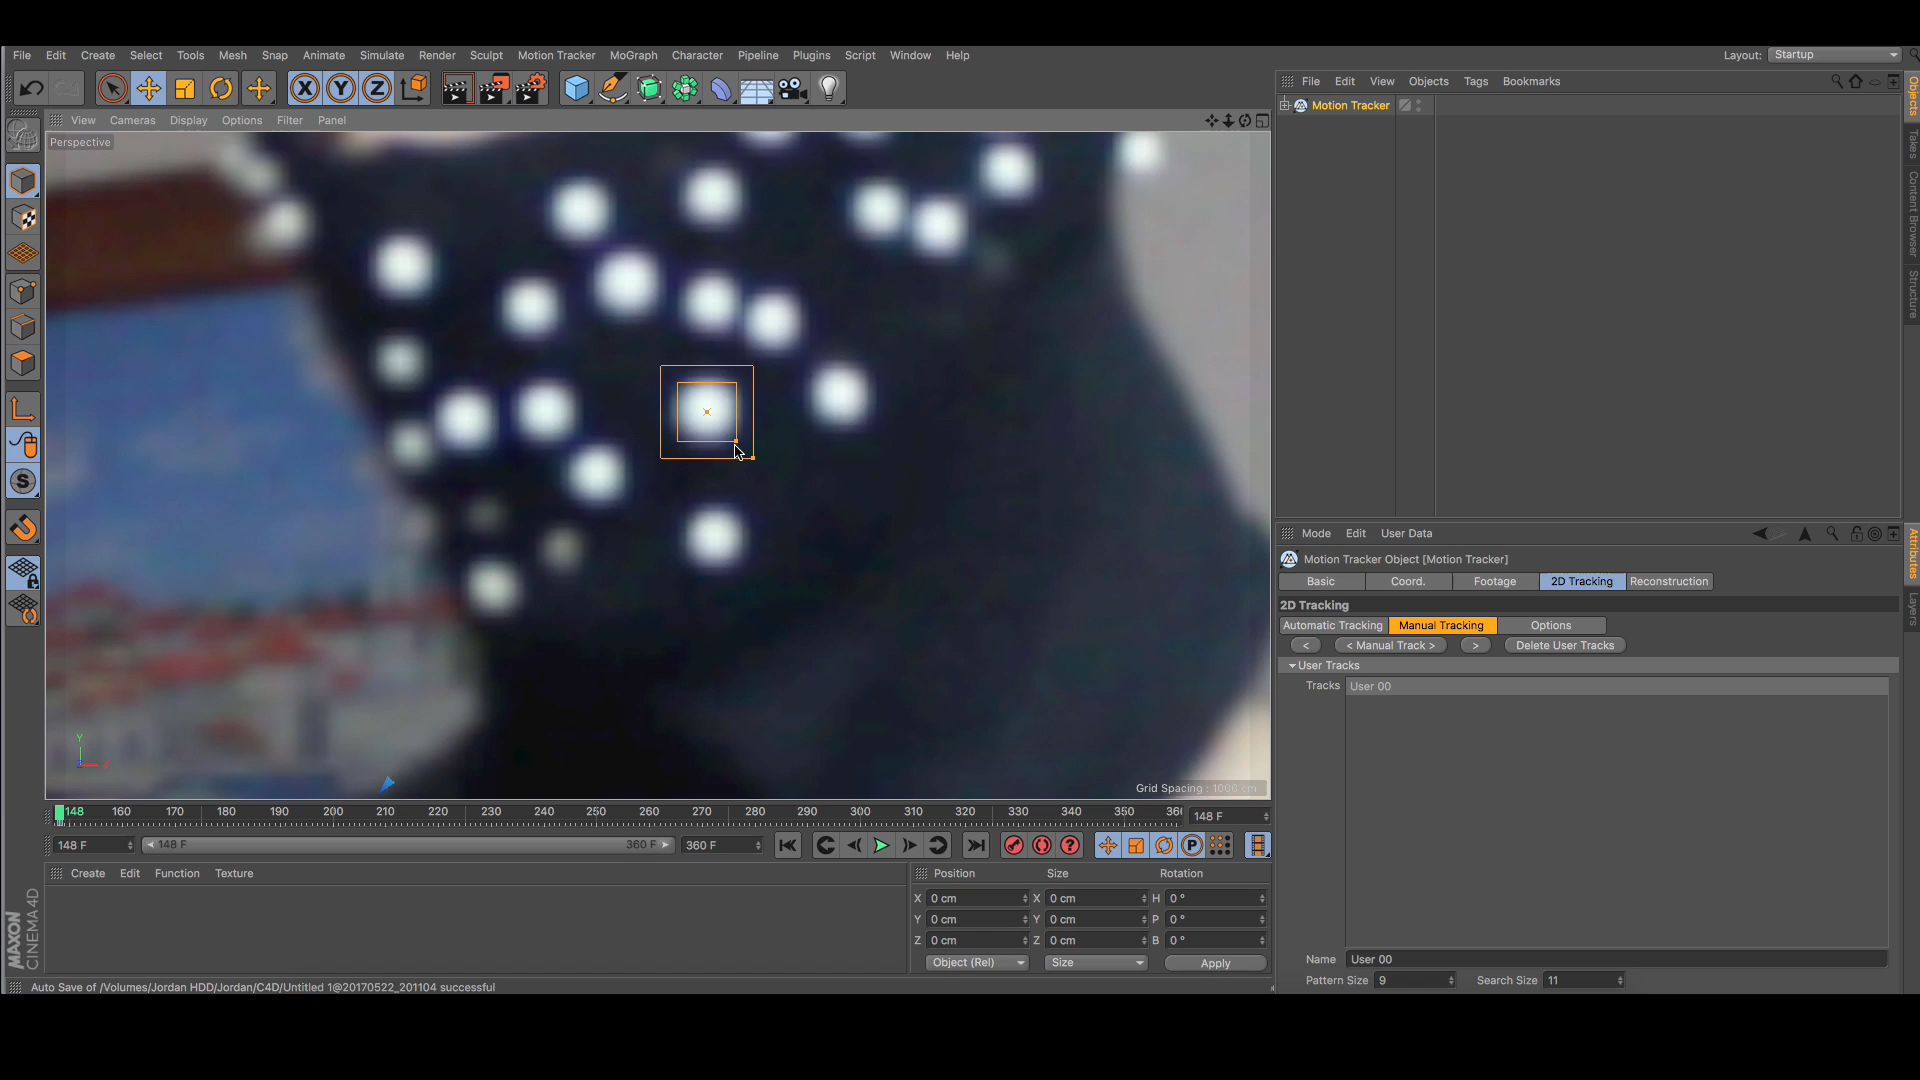 File Edit Create Select Tools Mesh Snap Animate Simulate Render Sculpt Motion Tracker MoGraph Character Pipeline Plugins Script Window Help Layout: Startup
X Y Z
File Edit View Objects Tags Bookmarks
Motion Tracker
Objects
Takes
Content Browser
Structure
View Cameras Display Options Filter Panel
Perspective
S
Y
Grid Spacing : 1000 cm
Mode Edit User Data
Attributes
Layers
Motion Tracker Object [Motion Tracker]
Basic Coord. Footage 2D Tracking Reconstruction
2D Tracking
Automatic Tracking Manual Tracking Options
< < Manual Track > > Delete User Tracks
User Tracks
Tracks User 00
Name User 00
Pattern Size 9 Search Size 11
148 160 170 180 190 200 210 220 230 240 250 260 270 280 290 300 310 320 330 340 350 148 F
148 F 148 F 360 F 360 F P
Create Edit Function Texture
Position Size Rotation
X 0 cm X 0 cm H 0 °
Y 0 cm Y 0 cm P 0 °
Z 0 cm Z 0 cm B 0 °
Object (Rel) Size Apply
MAXON
CINEMA 4D
Auto Save of /Volumes/Jordan HDD/Jordan/C4D/Untitled 1@20170522_201104 successful